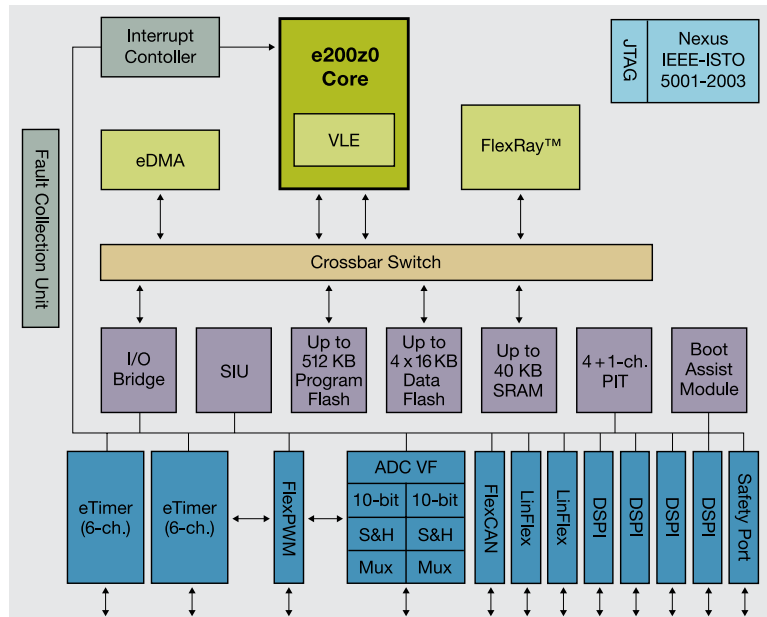 Interrupt
Contoller
e200z0
Core
VLE
JTAG
Nexus
IEEE-ISTO
5001-2003
Fault Collection Unit
eDMA
FlexRay™
Crossbar Switch
I/O
Bridge
SIU
Up to
512 KB
Program
Flash
Up to
4 x 16 KB
Data
Flash
Up to
40 KB
SRAM
4 + 1-ch.
PIT
Boot
Assist
Module
eTimer
(6-ch.)
eTimer
(6-ch.)
FlexPWM
ADC VF
10-bit
10-bit
S&H
S&H
Mux
Mux
FlexCAN
LinFlex
LinFlex
DSPI
DSPI
DSPI
DSPI
Safety Port